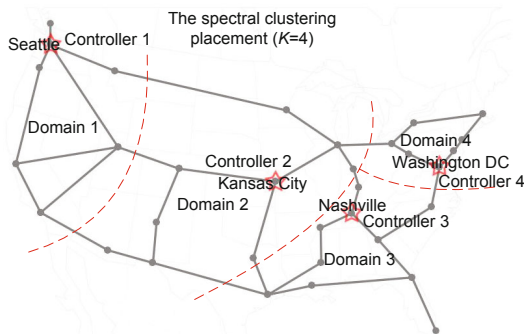 The spectral clustering
placement (K=4)
Seattle
Controller 1
Domain 1
Controller 2
Kansas City
Domain 2
Domain 4
Washington DC
Controller 4
Nashville
Controller 3
Domain 3